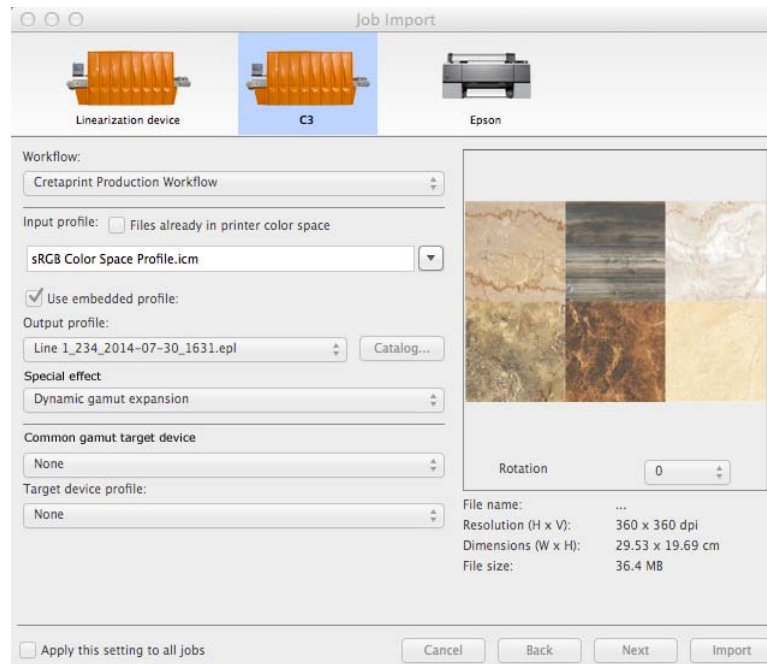 Job Import
Linearization device
C3
Epson
Workflow:
Cretaprint Production Workflow
Input profile:
Files already in printer color space
sRGB Color Space Profile.icm
Use embedded profile:
Output profile:
Line 1_234_2014-07-30_1631.epl
Catalog...
Special effect
Dynamic gamut expansion
Common gamut target device
None
Target device profile:
None
Rotation 0
File name: ...
Resolution (H x V): 360 x 360 dpi
Dimensions (W x H): 29.53 x 19.69 cm
File size: 36.4 MB
Apply this setting to all jobs
Cancel
Back
Next
Import